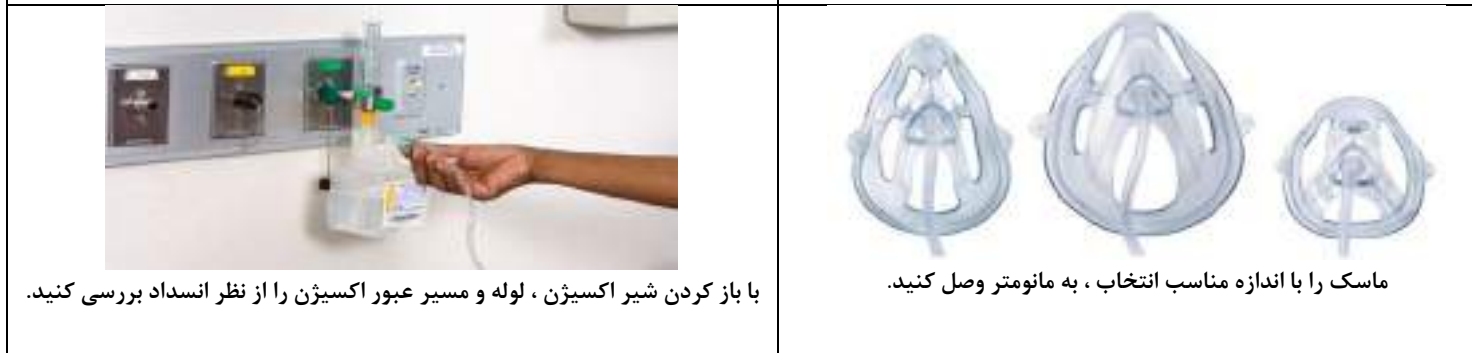 ماسک را با اندازه مناسب انتخاب ، به مانومتر وصل کنید.
با باز کردن شیر اکسیژن ، لوله و مسیر عبور اکسیژن را از نظر انسداد بررسی کنید.